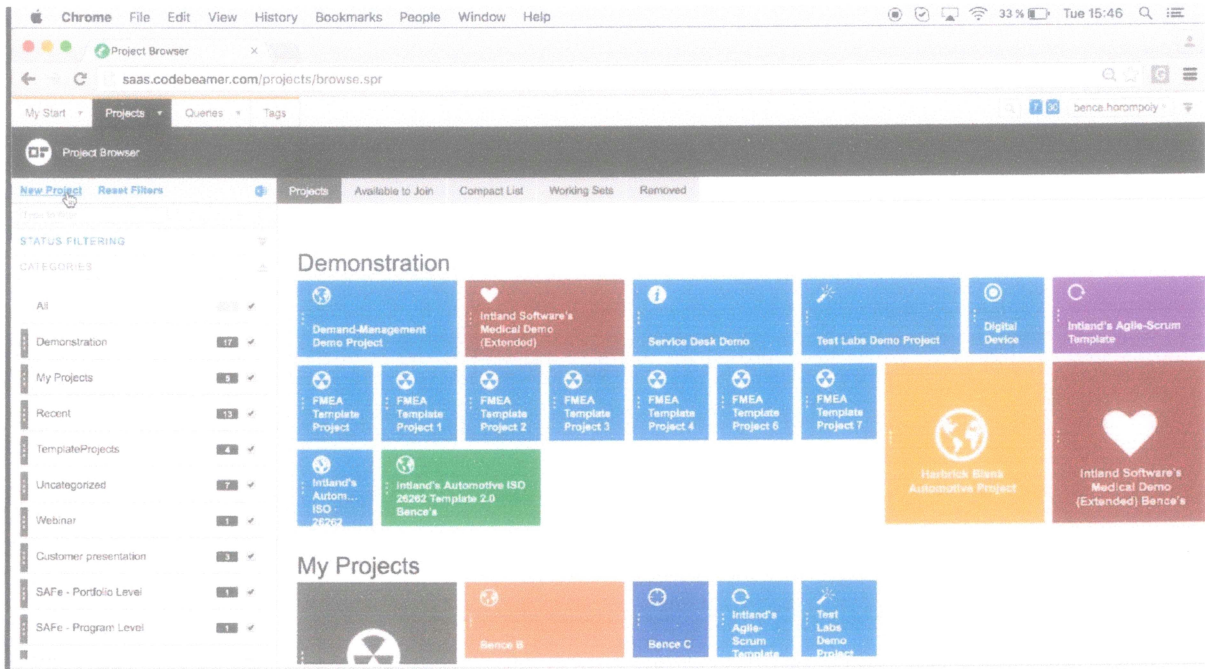 Chrome File Edit View History Bookmarks People Window Help
33 % Tue 15:46
Project Browser
saas.codebeamer.com/projects/browse.spr
My Start Projects Queries Tags
bence.horompoly
Project Browser
New Project Reset Filters
Projects Available to Join Compact List Working Sets Removed
STATUS FILTERING
CATEGORIES
All
Demonstration 17
My Projects 5
Recent 13
TemplateProjects 4
Uncategorized 7
Webinar 1
Customer presentation 3
SAFe - Portfolio Level 1
SAFe - Program Level 1
Demonstration
Demand-Management
Demo Project
Intland Software's
Medical Demo
(Extended)
Service Desk Demo
Test Labs Demo Project
Digital
Device
Intland's Agile-Scrum
Template
FMEA
Template
Project
FMEA
Template
Project 1
FMEA
Template
Project 2
FMEA
Template
Project 3
FMEA
Template
Project 4
FMEA
Template
Project 6
FMEA
Template
Project 7
Harbrick Blank
Automotive Project
Intland Software's
Medical Demo
(Extended) Bence's
Intland's
Autom...
ISO -
26262
Intland's Automotive ISO
26262 Template 2.0
Bence's
My Projects
Bence B
Bence C
Intland's
Agile-
Scrum
Template
Test
Labs
Demo
Project